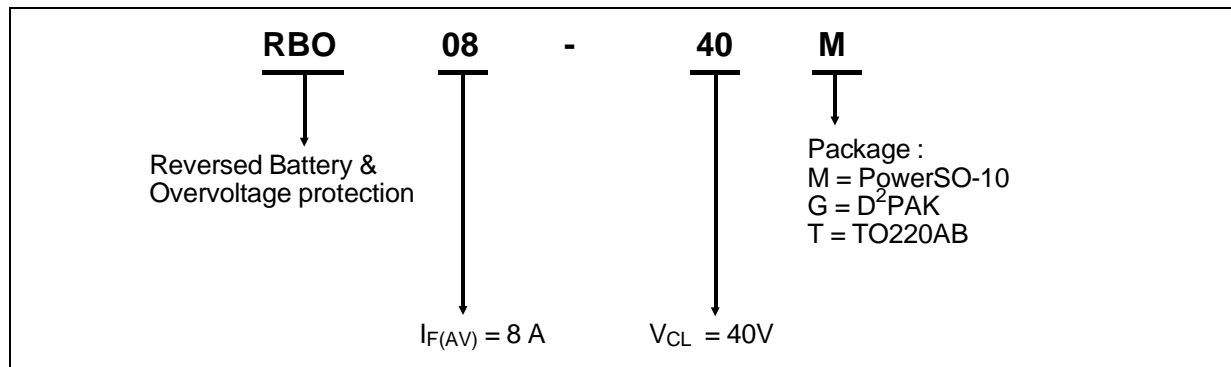 RBO 08 - 40 M
Reversed Battery &
Overvoltage protection
Package :
M = PowerSO-10
G = D²PAK
T = TO220AB
I_F(AV) = 8 A
V_CL = 40V